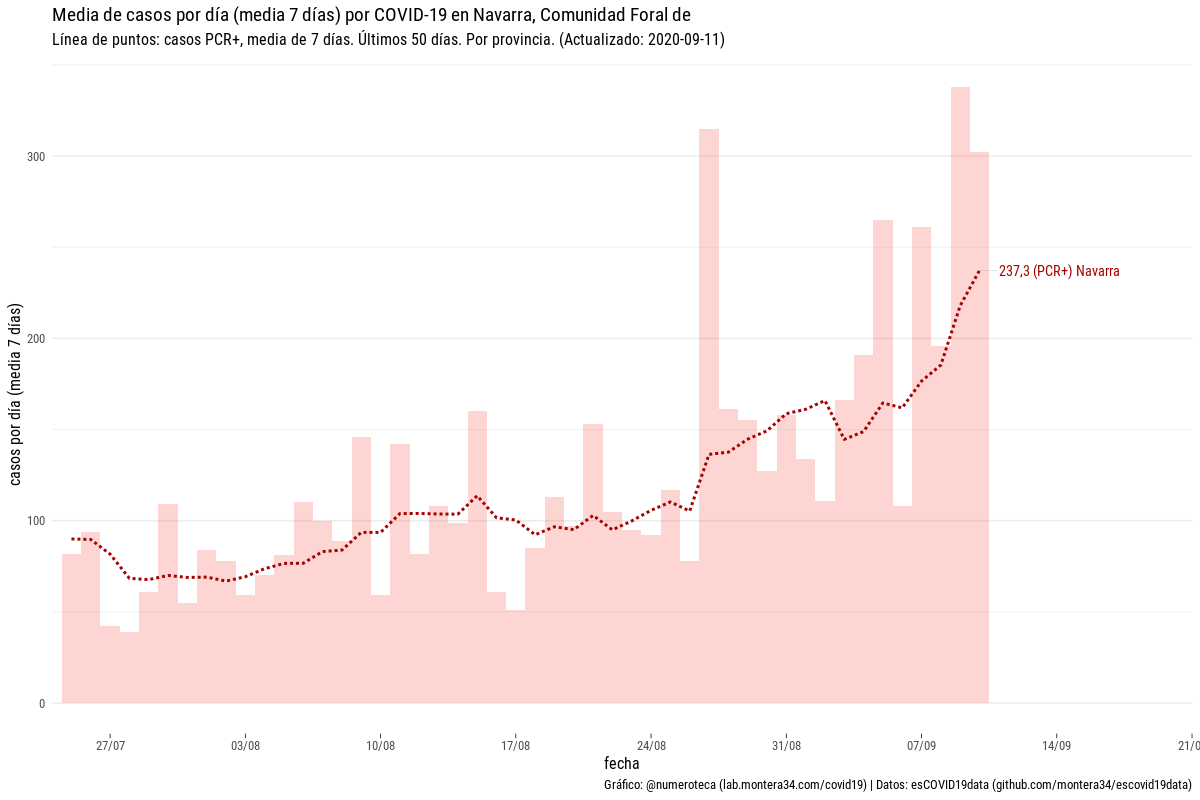 Media de casos por día (media 7 días) por COVID-19 en Navarra, Comunidad Foral de
Línea de puntos: casos PCR+, media de 7 días. Últimos 50 días. Por provincia. (Actualizado: 2020-09-11)
casos por día (media 7 días)
300
200
100
0
237,3 (PCR+) Navarra
27/07 03/08 10/08 17/08 24/08 31/08 07/09 14/09 21/0
fecha
Gráfico: @numeroteca (lab.montera34.com/covid19) | Datos: esCOVID19data (github.com/montera34/escovid19data)